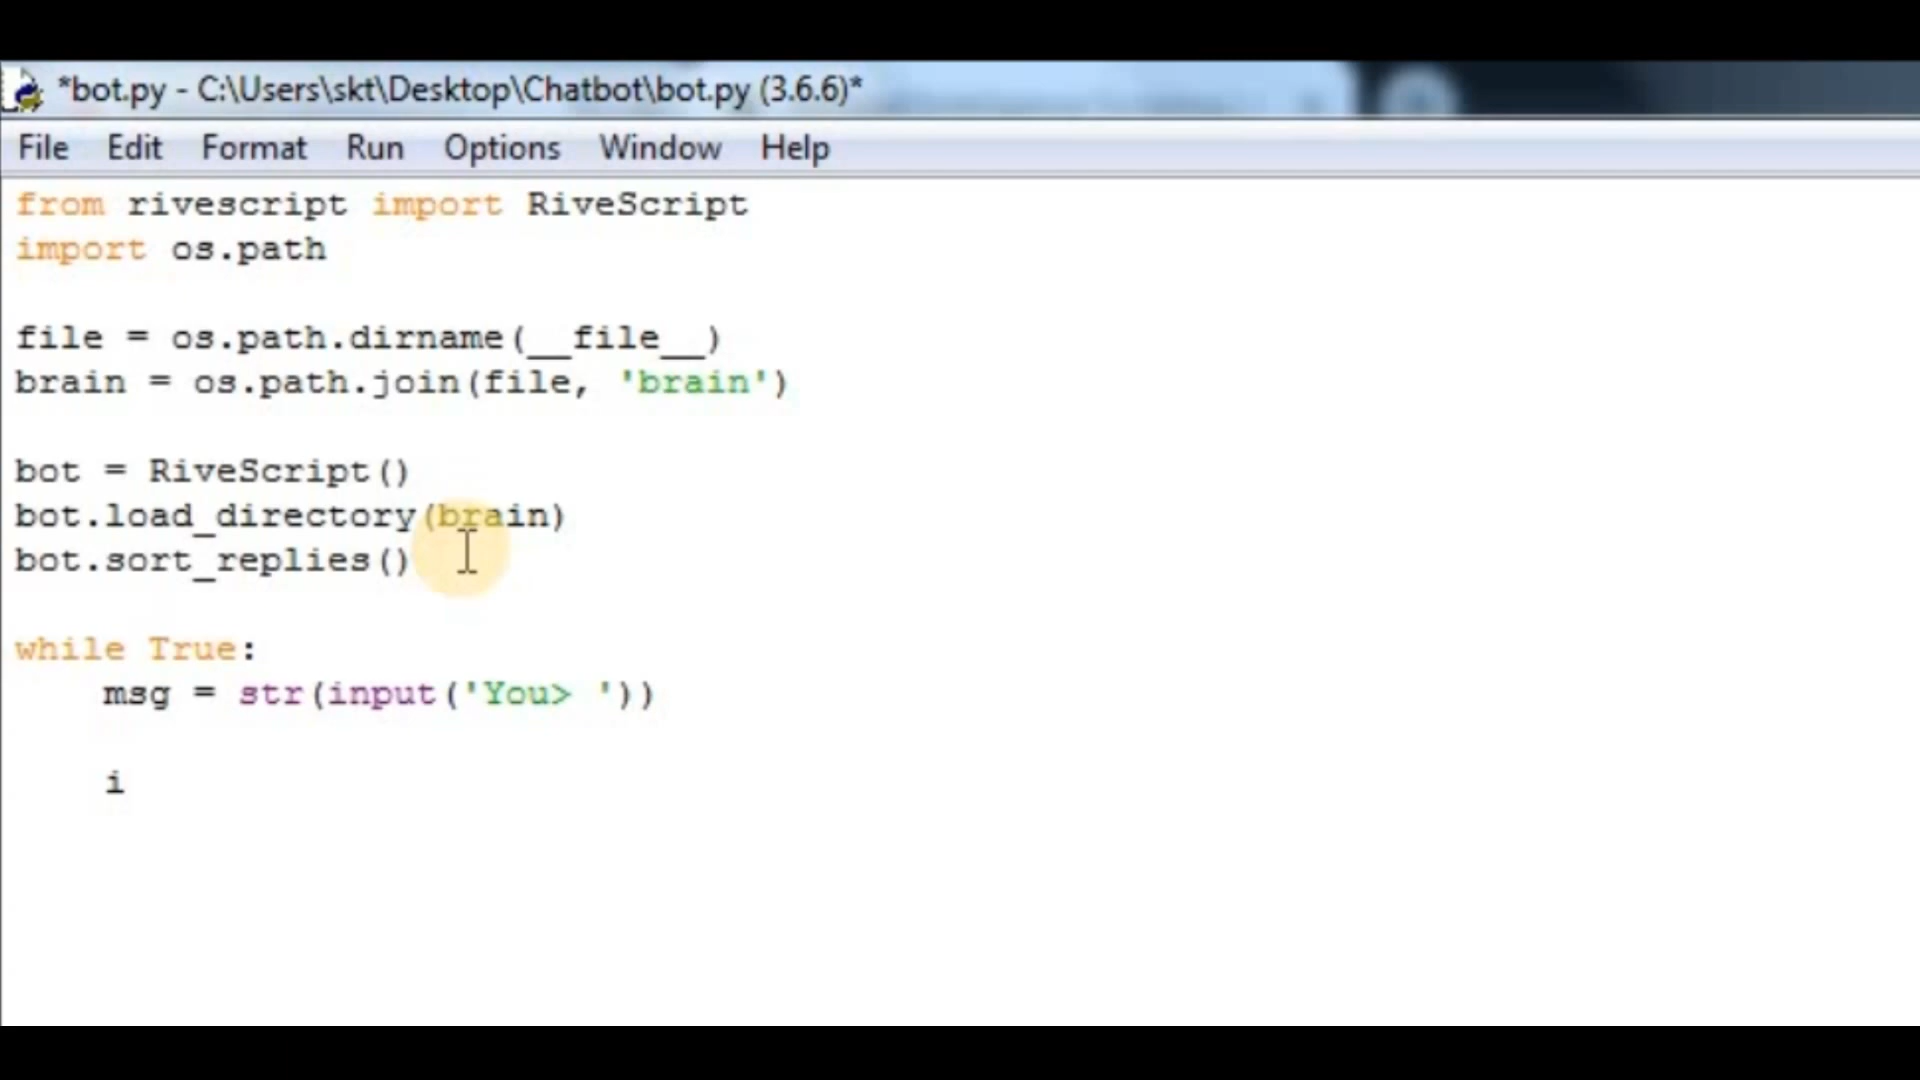 *bot.py - C:\Users\skt\Desktop\Chatbot\bot.py (3.6.6)*
File Edit Format Run Options Window Help
from rivescript import RiveScript
import os.path
file = os.path.dirname(__file__)
brain = os.path.join(file, 'brain')
bot = RiveScript()
bot.load_directory(brain)
bot.sort_replies()
while True:
    msg = str(input('You> '))
    i